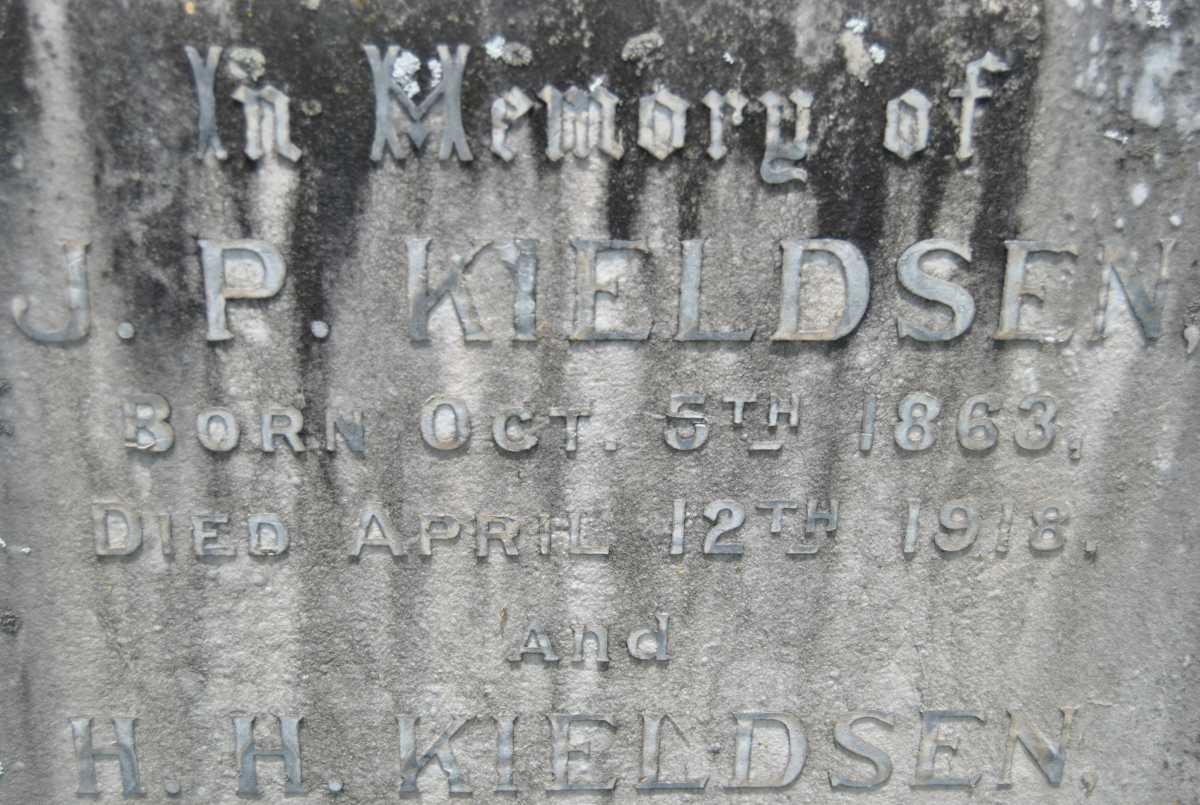 In Memory of
J. P. KIELDSEN,
BORN OCT. 5TH 1863,
DIED APRIL 12TH 1918,
And
H. H. KIELDSEN,